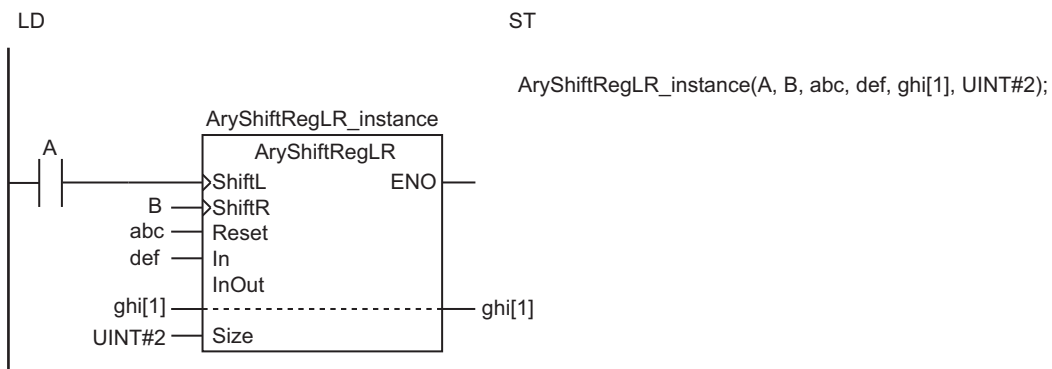 LD
ST
AryShiftRegLR_instance(A, B, abc, def, ghi[1], UINT#2);
AryShiftRegLR_instance
A
AryShiftRegLR
ShiftL
ENO
B
ShiftR
abc
Reset
def
In
InOut
ghi[1]
ghi[1]
UINT#2
Size